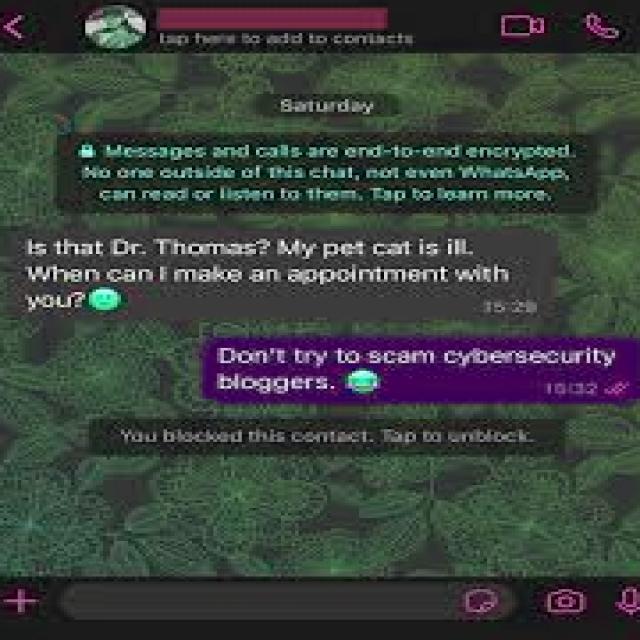 tap here to add to contacts
Saturday
Messages and calls are end-to-end encrypted.
No one outside of this chat, not even WhatsApp,
can read or listen to them. Tap to learn more.
Is that Dr. Thomas? My pet cat is ill.
When can I make an appointment with
you?
Don't try to scam cybersecurity
bloggers.
15:32
You blocked this contact. Tap to unblock.